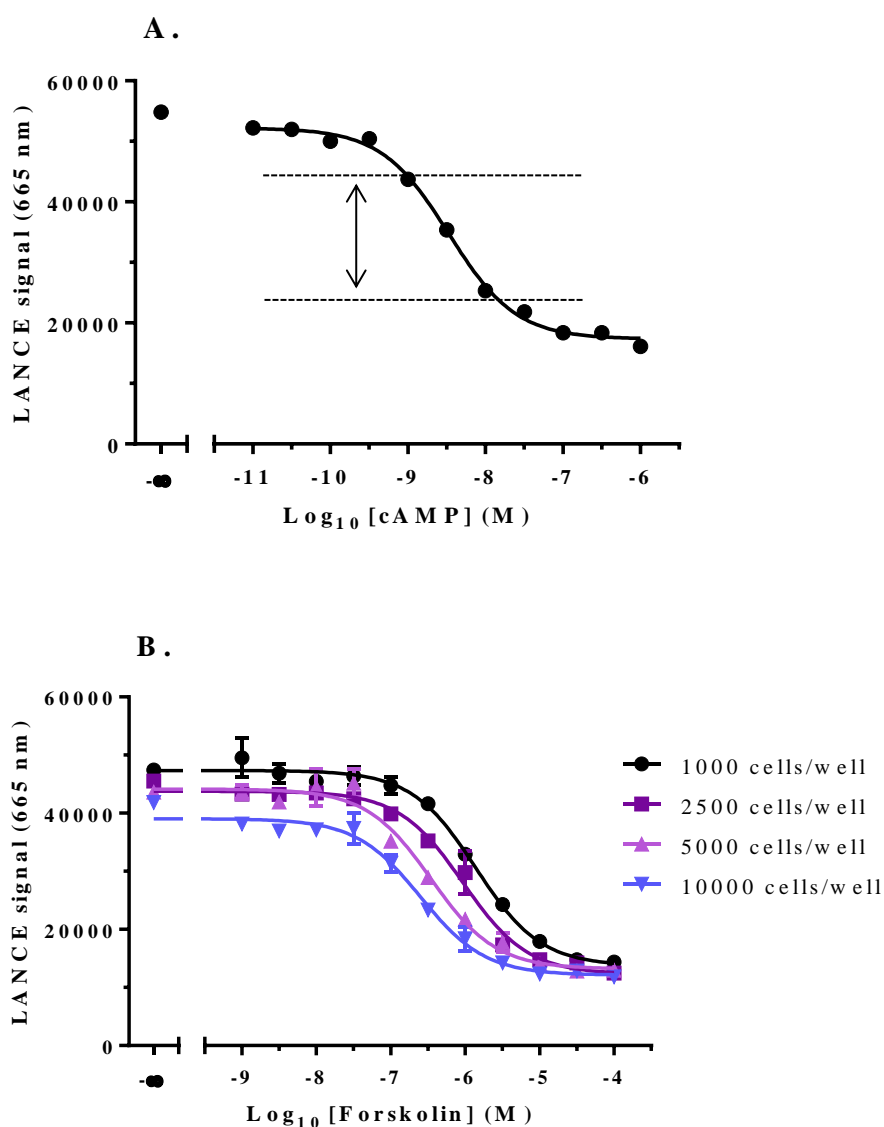 A.
60000
40000
20000
0
LANCE signal (665 nm)
-∞ -11 -10 -9 -8 -7 -6
Log10 [cAMP] (M)
B.
60000
40000
20000
0
LANCE signal (665 nm)
-∞ -9 -8 -7 -6 -5 -4
Log10 [Forskolin] (M)
1000 cells/well
2500 cells/well
5000 cells/well
10000 cells/well